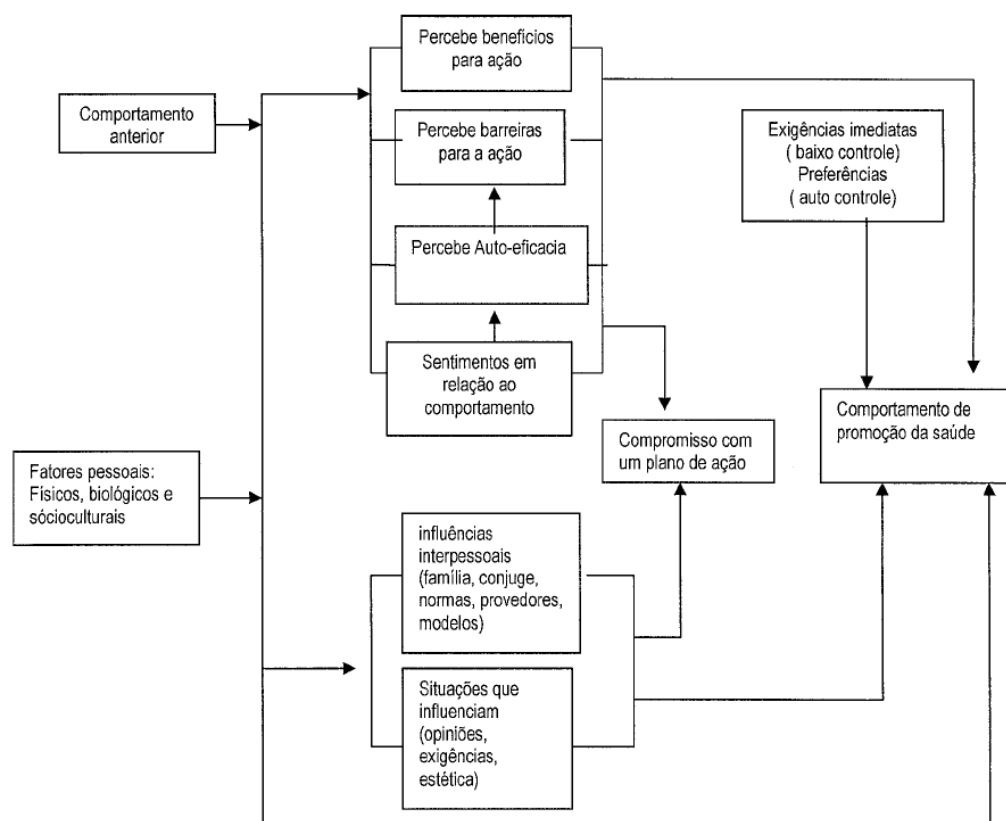 Percebe benefícios
para ação
Comportamento
anterior
Percebe barreiras
para a ação
Exigências imediatas
( baixo controle)
Preferências
( auto controle)
Percebe Auto-eficacia
Sentimentos em
relação ao
comportamento
Comportamento de
promoção da saúde
Compromisso com
um plano de ação
Fatores pessoais:
Físicos, biológicos e
sócioculturais
influências
interpessoais
(família, conjuge,
normas, provedores,
modelos)
Situações que
influenciam
(opiniões,
exigências,
estética)